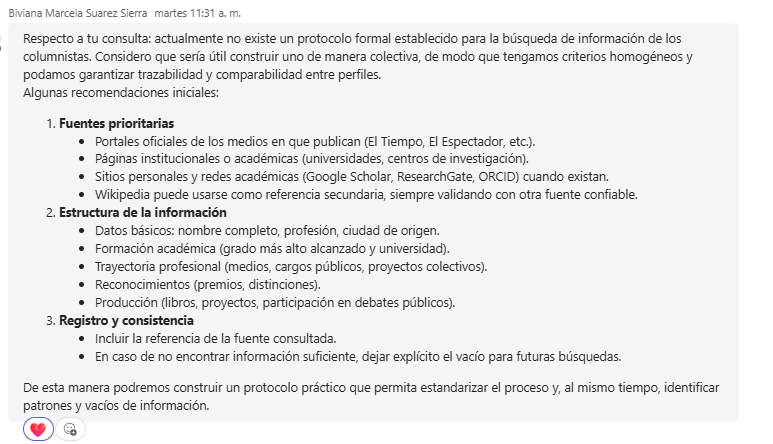 Biviana Marcela Suarez Sierra martes 11:31 a. m.
Respecto a tu consulta: actualmente no existe un protocolo formal establecido para la búsqueda de información de los
columnistas. Considero que sería útil construir uno de manera colectiva, de modo que tengamos criterios homogéneos y
podamos garantizar trazabilidad y comparabilidad entre perfiles.
Algunas recomendaciones iniciales:
1. Fuentes prioritarias
• Portales oficiales de los medios en que publican (El Tiempo, El Espectador, etc.).
• Páginas institucionales o académicas (universidades, centros de investigación).
• Sitios personales y redes académicas (Google Scholar, ResearchGate, ORCID) cuando existan.
• Wikipedia puede usarse como referencia secundaria, siempre validando con otra fuente confiable.
2. Estructura de la información
• Datos básicos: nombre completo, profesión, ciudad de origen.
• Formación académica (grado más alto alcanzado y universidad).
• Trayectoria profesional (medios, cargos públicos, proyectos colectivos).
• Reconocimientos (premios, distinciones).
• Producción (libros, proyectos, participación en debates públicos).
3. Registro y consistencia
• Incluir la referencia de la fuente consultada.
• En caso de no encontrar información suficiente, dejar explícito el vacío para futuras búsquedas.
De esta manera podremos construir un protocolo práctico que permita estandarizar el proceso y, al mismo tiempo, identificar
patrones y vacíos de información.